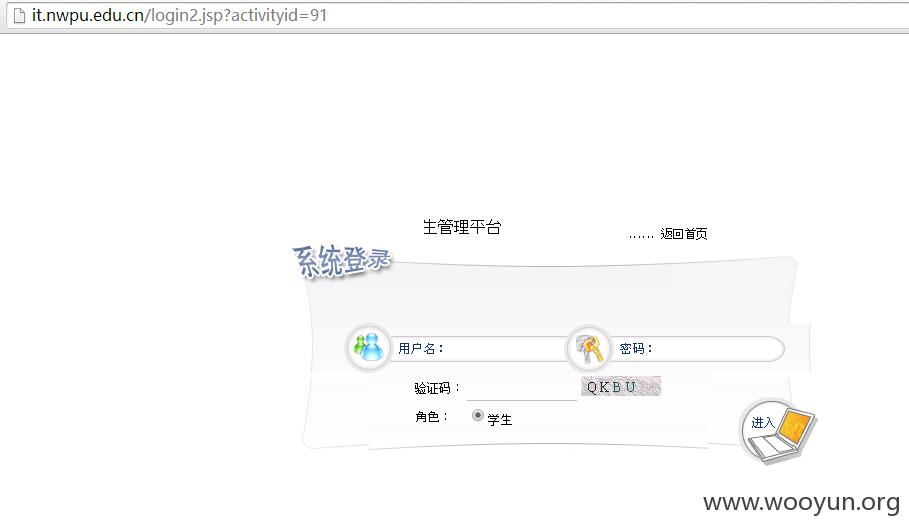 it.nwpu.edu.cn/login2.jsp?activityid=91
生管理平台
...... 返回首页
系统登录
用户名： 密码：
验证码： QKBU
角色： 学生
进入
www.wooyun.org